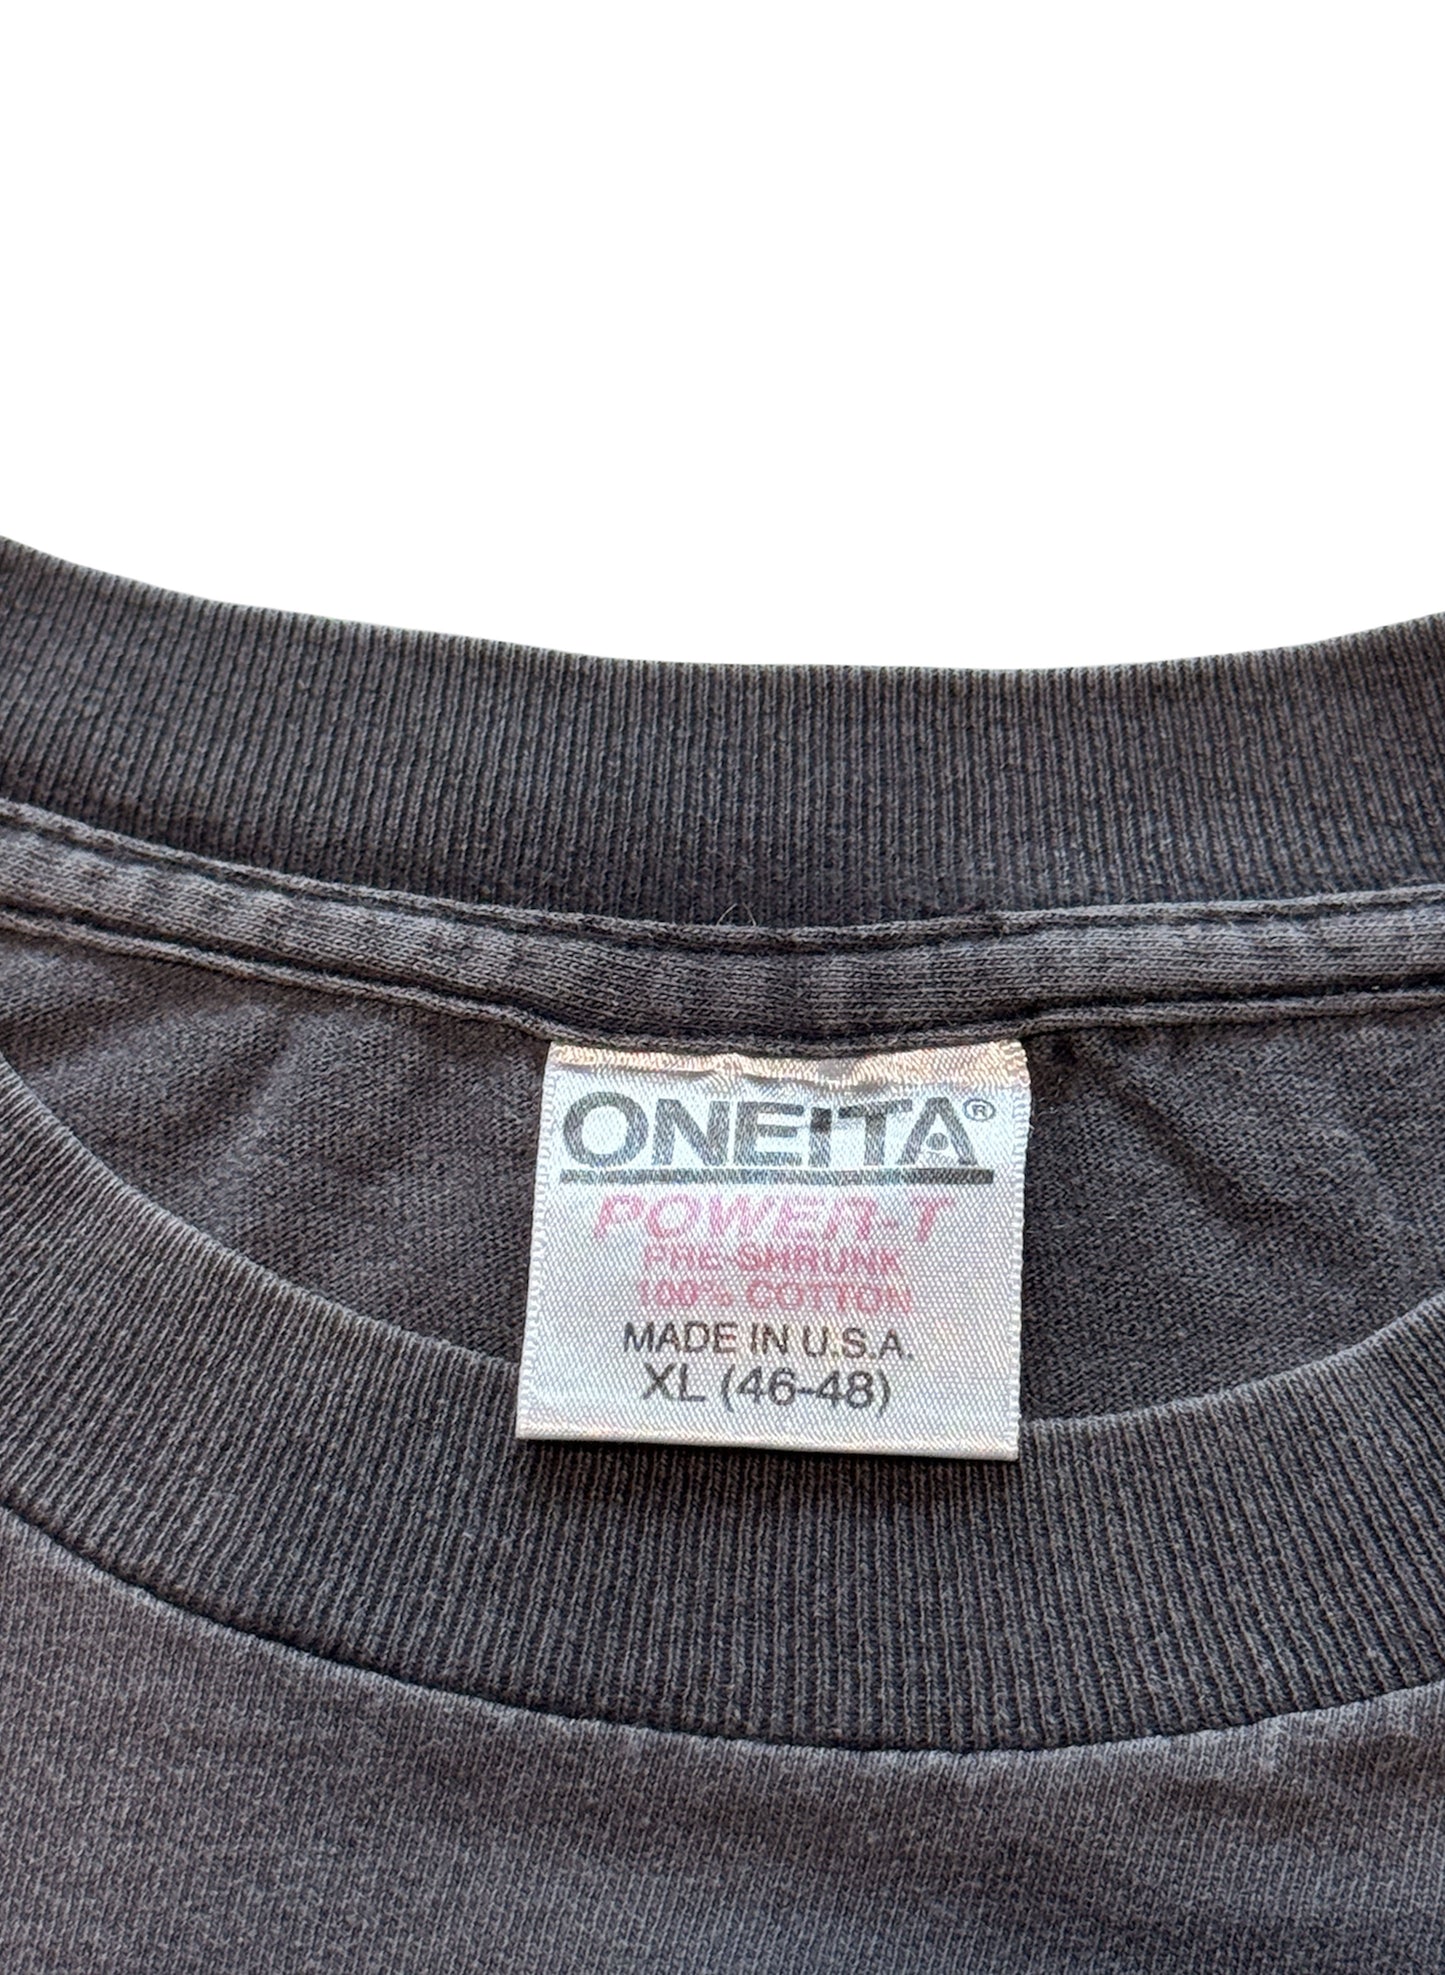 ONEITA®
POWER-T
PRE-SHRUNK
100% COTTON
MADE IN U.S.A.
XL (46-48)